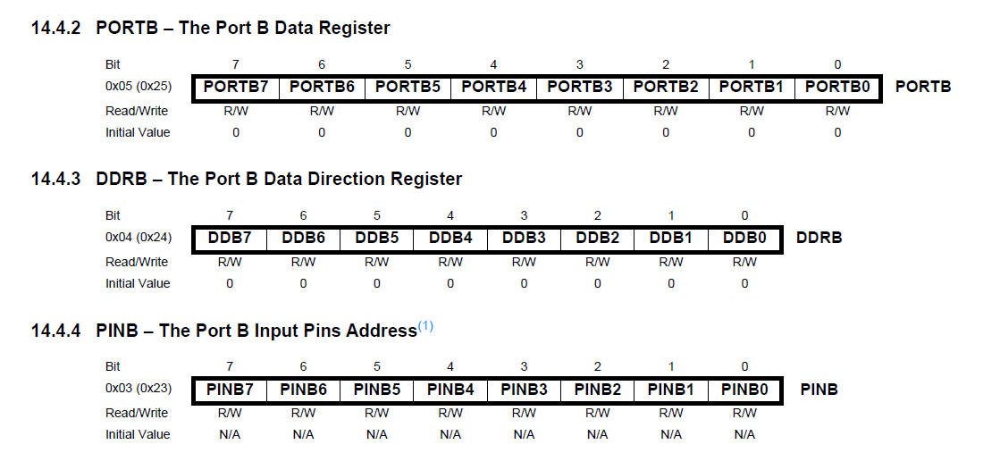 14.4.2 PORTB – The Port B Data Register
Bit 7 6 5 4 3 2 1 0
0x05 (0x25) PORTB7 PORTB6 PORTB5 PORTB4 PORTB3 PORTB2 PORTB1 PORTB0 PORTB
Read/Write R/W R/W R/W R/W R/W R/W R/W R/W
Initial Value 0 0 0 0 0 0 0 0
14.4.3 DDRB – The Port B Data Direction Register
Bit 7 6 5 4 3 2 1 0
0x04 (0x24) DDB7 DDB6 DDB5 DDB4 DDB3 DDB2 DDB1 DDB0 DDRB
Read/Write R/W R/W R/W R/W R/W R/W R/W R/W
Initial Value 0 0 0 0 0 0 0 0
14.4.4 PINB – The Port B Input Pins Address(1)
Bit 7 6 5 4 3 2 1 0
0x03 (0x23) PINB7 PINB6 PINB5 PINB4 PINB3 PINB2 PINB1 PINB0 PINB
Read/Write R/W R/W R/W R/W R/W R/W R/W R/W
Initial Value N/A N/A N/A N/A N/A N/A N/A N/A